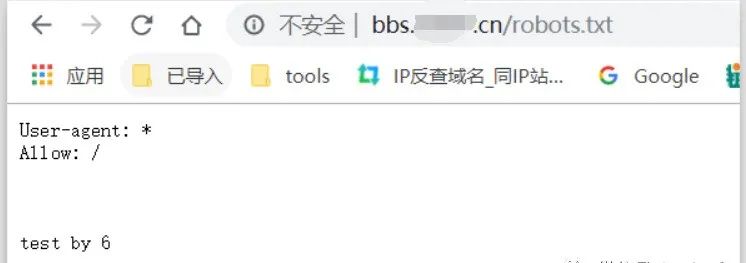 不安全 | bbs. .cn/robots.txt
应用 已导入 tools IP反查域名_同IP站... Google
User-agent: *
Allow: /
test by 6